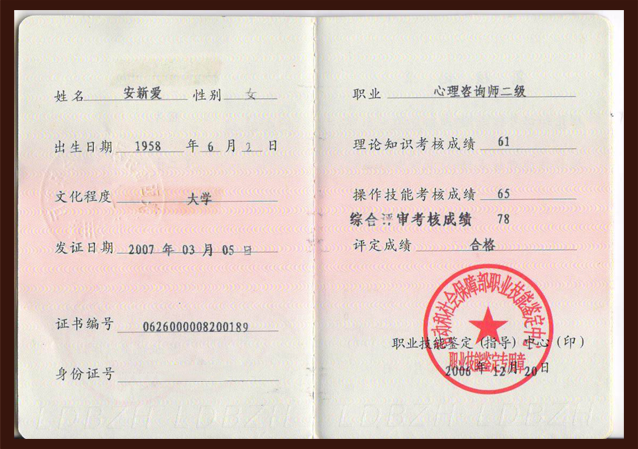 姓名 安新爱 性别 女
出生日期 1958 年 6 月 2 日
文化程度 大学
发证日期 2007 年 03 月 05 日
证书编号 0626000008200189
身份证号
LDBZH LDBZH
职业 心理咨询师二级
理论知识考核成绩 61
操作技能考核成绩 65
综合评审考核成绩 78
评定成绩 合格
劳动和社会保障部职业技能鉴定中心
职业技能鉴定(指导)中心(印)
职业技能鉴定专用章
2006 年 12 月 20 日
LDBZH LDBZH